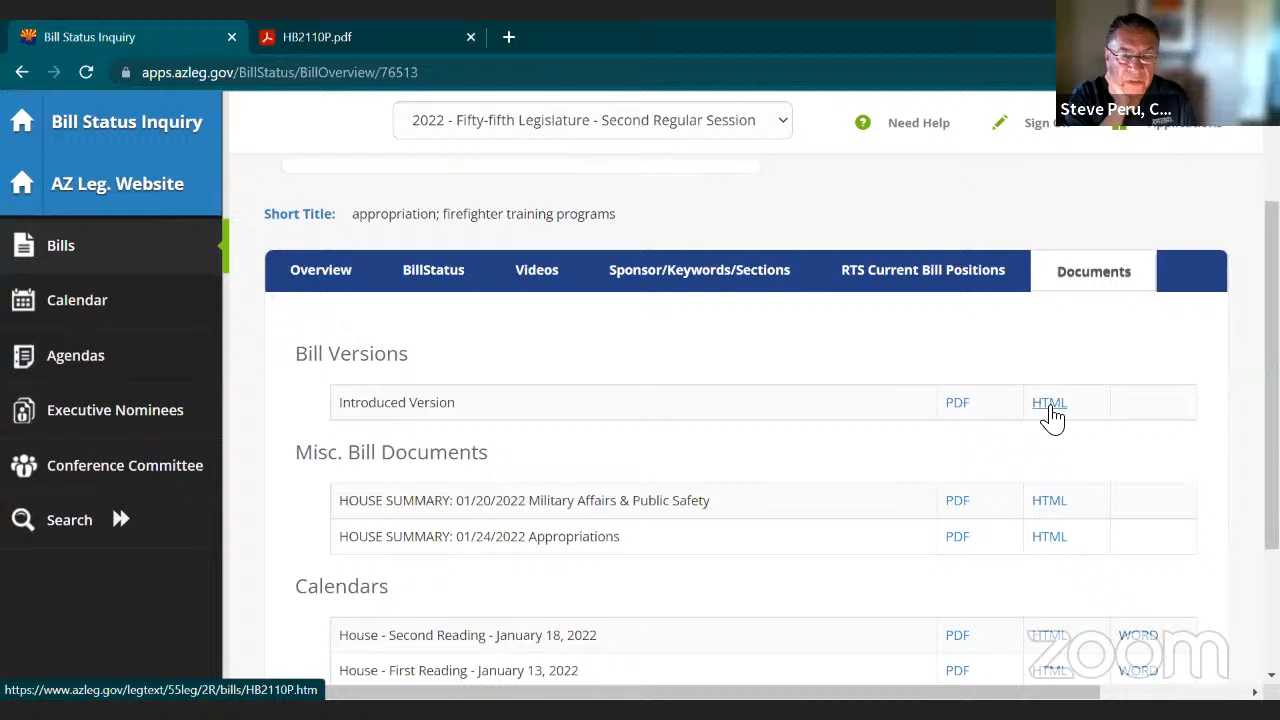 Bill Status Inquiry
HB2110P.pdf
apps.azleg.gov/BillStatus/BillOverview/76513
Steve Peru, C...
Bill Status Inquiry
2022 - Fifty-fifth Legislature - Second Regular Session
Need Help
Sign
AZ Leg. Website
Short Title: appropriation; firefighter training programs
Bills
Calendar
Agendas
Executive Nominees
Conference Committee
Search
Overview BillStatus Videos Sponsor/Keywords/Sections RTS Current Bill Positions Documents
Bill Versions
Introduced Version PDF HTML
Misc. Bill Documents
HOUSE SUMMARY: 01/20/2022 Military Affairs & Public Safety PDF HTML
HOUSE SUMMARY: 01/24/2022 Appropriations PDF HTML
Calendars
House - Second Reading - January 18, 2022 PDF HTML WORD
House - First Reading - January 13, 2022 PDF HTML WORD
zoom
https://www.azleg.gov/legtext/55leg/2R/bills/HB2110P.htm